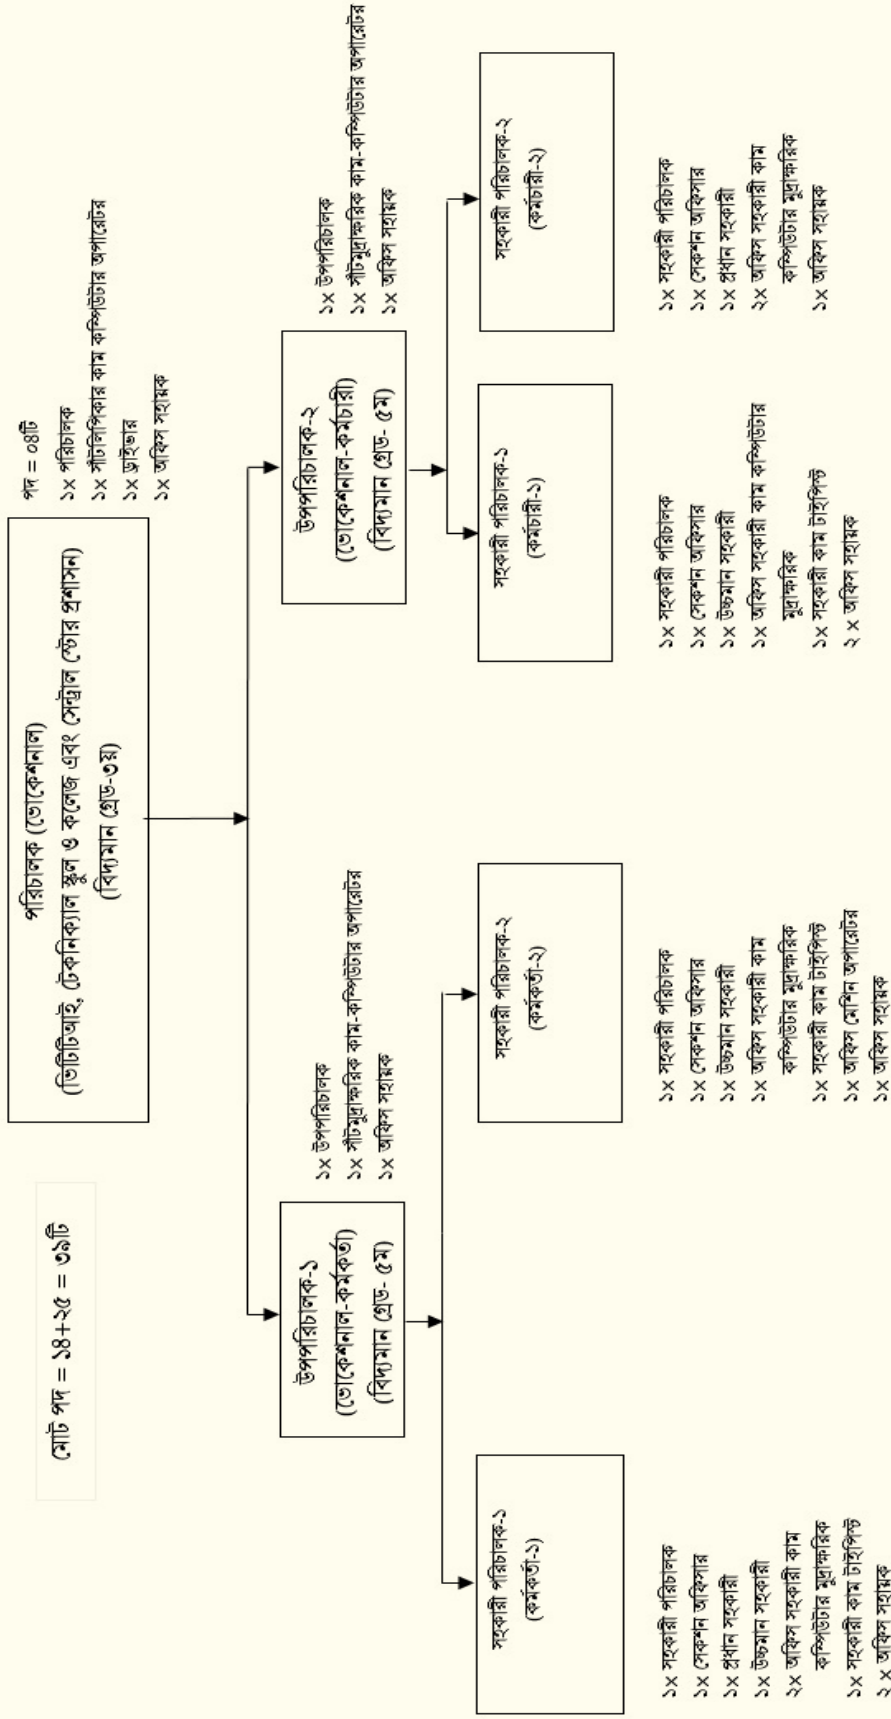 মোট পদ = ১৪+২৫ = ৩৯টি
পরিচালক (ভোকেশনাল)
(ভিটিটিআই, টেকনিক্যাল স্কুল ও কলেজ এবং সেন্ট্রাল স্টোর প্রশাসন)
(বিদ্যমান গ্রেড-৩য়)
পদ = ০৪টি
১x পরিচালক
১x সাঁটলিপিকার কাম কম্পিউটার অপারেটর
১x ড্রাইভার
১x অফিস সহায়ক
উপপরিচালক-১
(ভোকেশনাল-কর্মকর্তা)
(বিদ্যমান গ্রেড- ৫ম)
১x উপপরিচালক
১x সাঁটমুদ্রাক্ষরিক কাম-কম্পিউটার অপারেটর
১x অফিস সহায়ক
উপপরিচালক-২
(ভোকেশনাল-কর্মচারী)
(বিদ্যমান গ্রেড- ৫ম)
১x উপপরিচালক
১x সাঁটমুদ্রাক্ষরিক কাম-কম্পিউটার অপারেটর
১x অফিস সহায়ক
সহকারী পরিচালক-১
(কর্মকর্তা-১)
১x সহকারী পরিচালক
১x সেকশন অফিসার
১x প্রধান সহকারী
১x উচ্চমান সহকারী
২x অফিস সহকারী কাম
কম্পিউটার মুদ্রাক্ষরিক
১x সহকারী কাম টাইপিস্ট
২ x অফিস সহায়ক
সহকারী পরিচালক-২
(কর্মকর্তা-২)
১x সহকারী পরিচালক
১x সেকশন অফিসার
১x উচ্চমান সহকারী
১x অফিস সহকারী কাম
কম্পিউটার মুদ্রাক্ষরিক
১x সহকারী কাম টাইপিস্ট
১x অফিস মেশিন অপারেটর
১x অফিস সহায়ক
সহকারী পরিচালক-১
(কর্মচারী-১)
১x সহকারী পরিচালক
১x সেকশন অফিসার
১x উচ্চমান সহকারী
১x অফিস সহকারী কাম কম্পিউটার
মুদ্রাক্ষরিক
১x সহকারী কাম টাইপিস্ট
২ x অফিস সহায়ক
সহকারী পরিচালক-২
(কর্মচারী-২)
১x সহকারী পরিচালক
১x সেকশন অফিসার
১x প্রধান সহকারী
২x অফিস সহকারী কাম
কম্পিউটার মুদ্রাক্ষরিক
১x অফিস সহায়ক